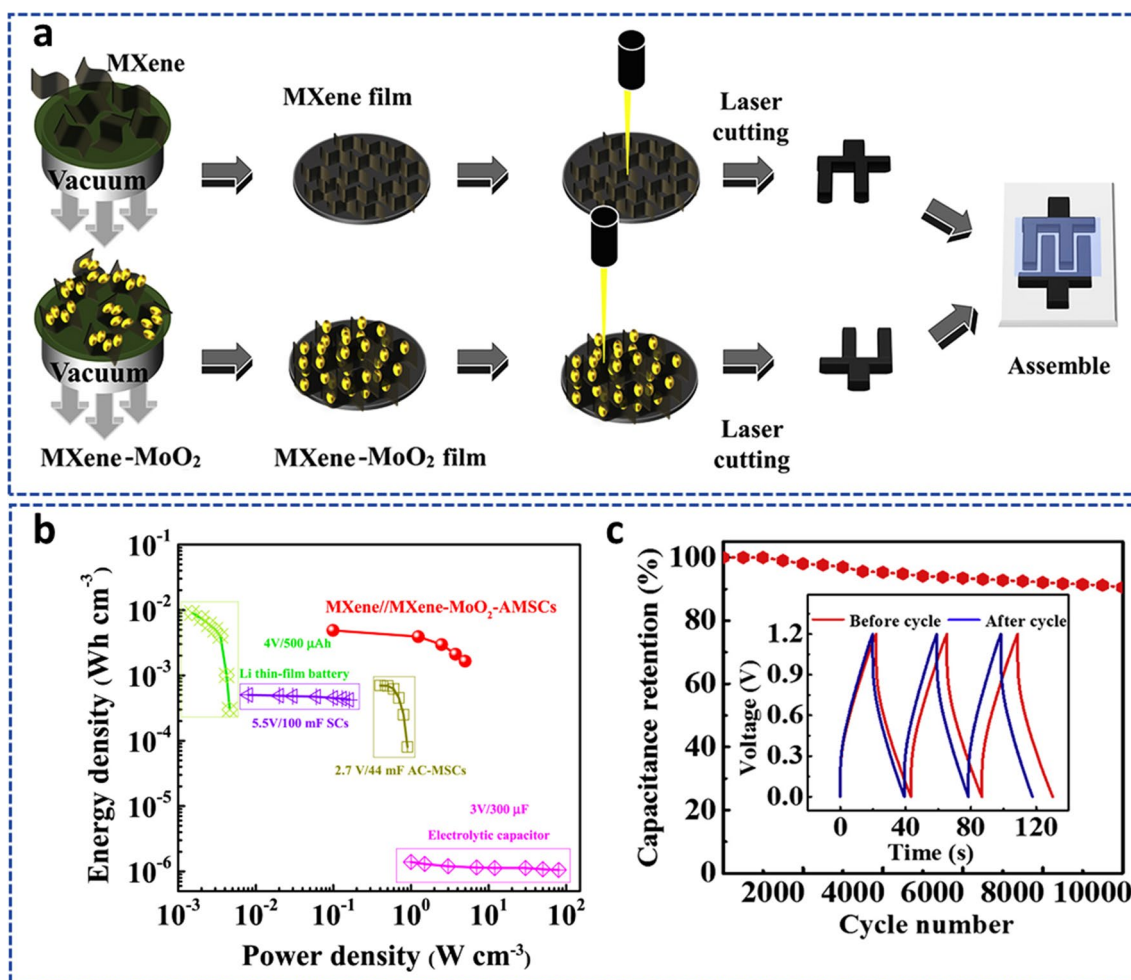 a
MXene
MXene film
Laser
cutting
Vacuum
Vacuum
Assemble
MXene-MoO₂
MXene-MoO₂ film
Laser
cutting
b
Energy density (Wh cm⁻³)
10⁻¹
10⁻²
10⁻³
10⁻⁴
10⁻⁵
10⁻⁶
MXene//MXene-MoO₂-AMSCs
4V/500 μAh
Li thin-film battery
5.5V/100 mF SCs
2.7 V/44 mF AC-MSCs
3V/300 μF
Electrolytic capacitor
10⁻³ 10⁻² 10⁻¹ 10⁰ 10¹ 10²
Power density (W cm⁻³)
c
Capacitance retention (%)
100
80
60
40
20
0
Before cycle After cycle
Voltage (V)
1.2
0.9
0.6
0.3
0.0
0 40 80 120
Time (s)
2000 4000 6000 8000 10000
Cycle number